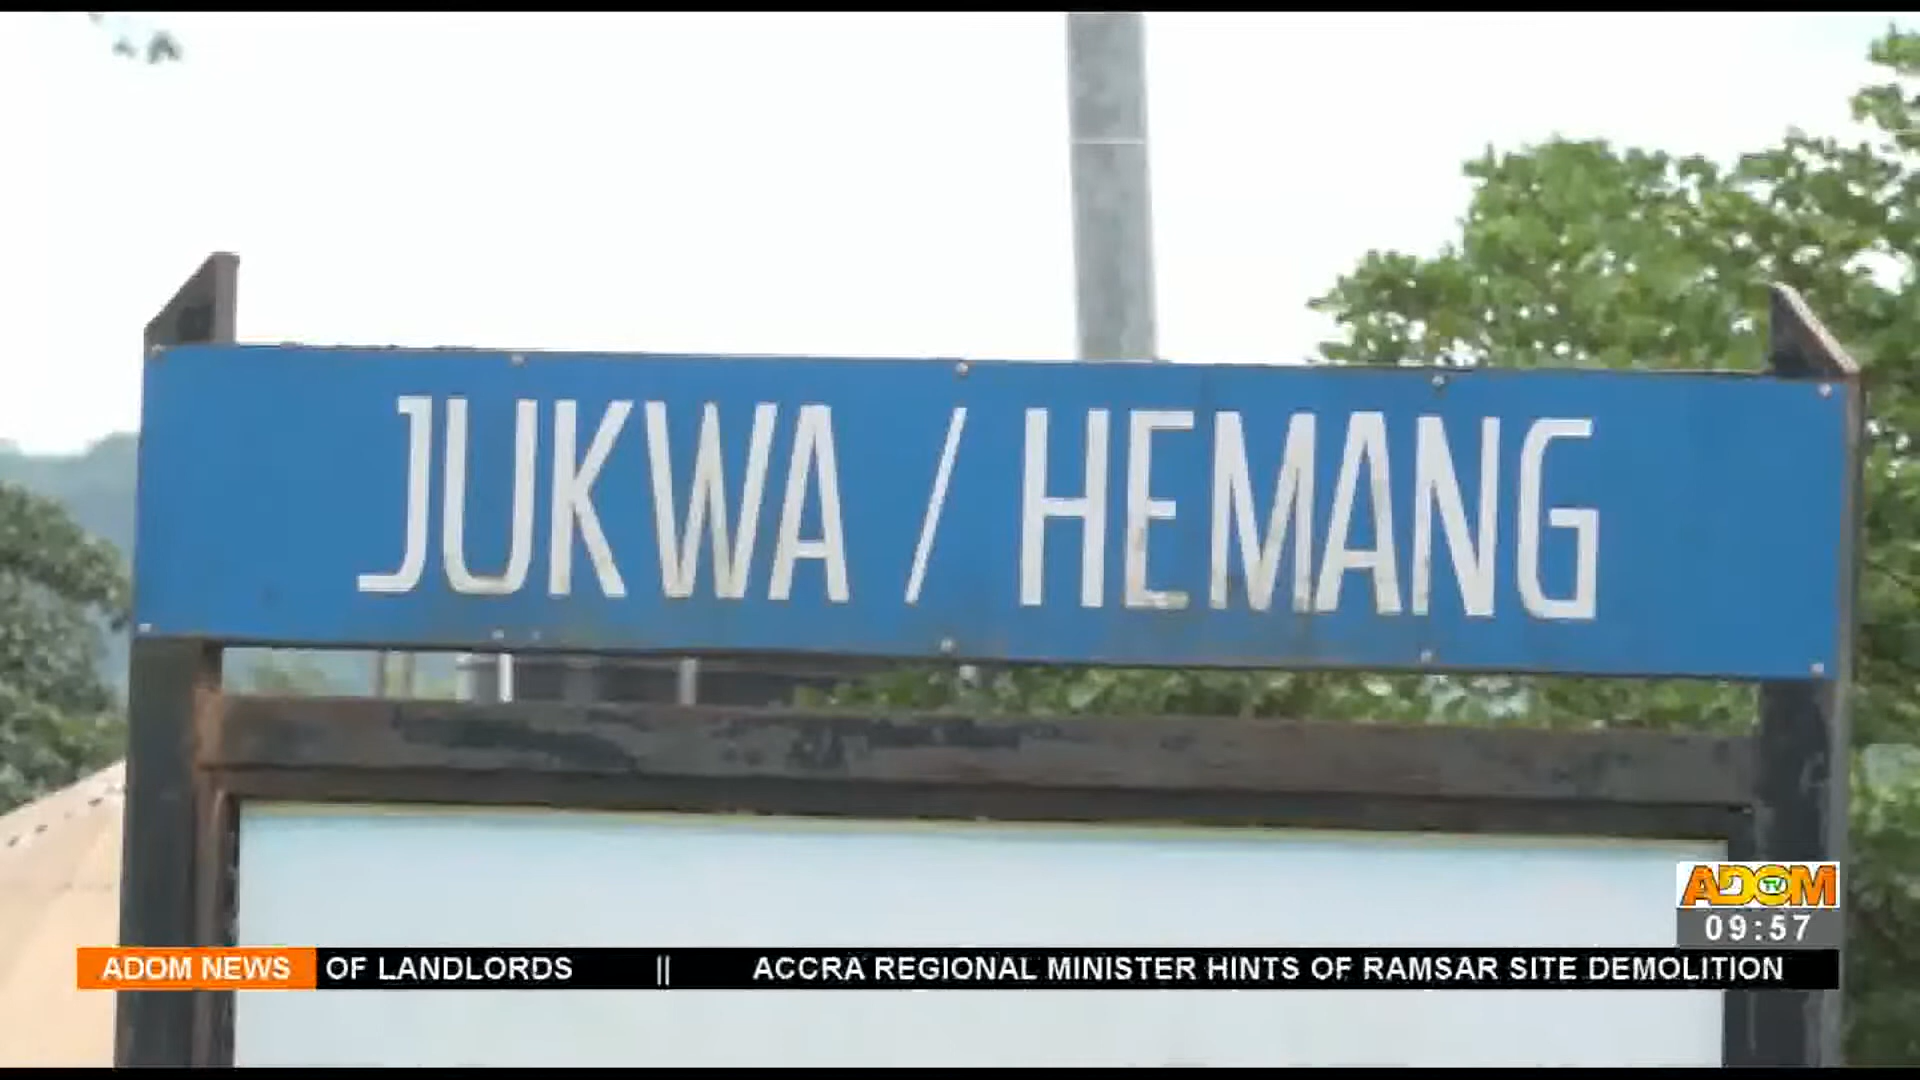 JUKWA / HEMANG
ADOM TV
09:57
ADOM NEWS OF LANDLORDS || ACCRA REGIONAL MINISTER HINTS OF RAMSAR SITE DEMOLITION